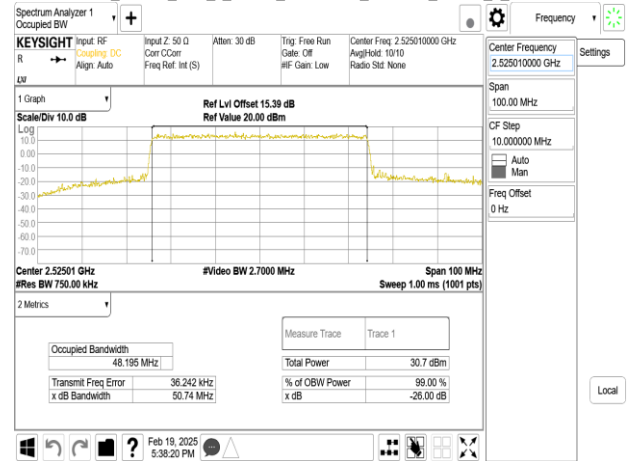 Spectrum Analyzer 1
Occupied BW
Frequency
KEYSIGHT
R
LXI
Input: RF
Coupling: DC
Align: Auto
Input Z: 50 Ω
Corr CCorr
Freq Ref: Int (S)
Atten: 30 dB
Trig: Free Run
Gate: Off
#IF Gain: Low
Center Freq: 2.525010000 GHz
Avg|Hold: 10/10
Radio Std: None
Center Frequency
2.525010000 GHz
Settings
Span
100.00 MHz
CF Step
10.000000 MHz
Auto
Man
Freq Offset
0 Hz
Local
1 Graph
Scale/Div 10.0 dB
Ref Lvl Offset 15.39 dB
Ref Value 20.00 dBm
Log
10.0
0.00
-10.0
-20.0
-30.0
-40.0
-50.0
-60.0
-70.0
Center 2.52501 GHz
#Video BW 2.7000 MHz
Span 100 MHz
#Res BW 750.00 kHz
Sweep 1.00 ms (1001 pts)
2 Metrics
Measure Trace
Trace 1
Occupied Bandwidth
48.195 MHz
Total Power
30.7 dBm
Transmit Freq Error
36.242 kHz
% of OBW Power
99.00 %
x dB Bandwidth
50.74 MHz
x dB
-26.00 dB
?
Feb 19, 2025
5:38:20 PM